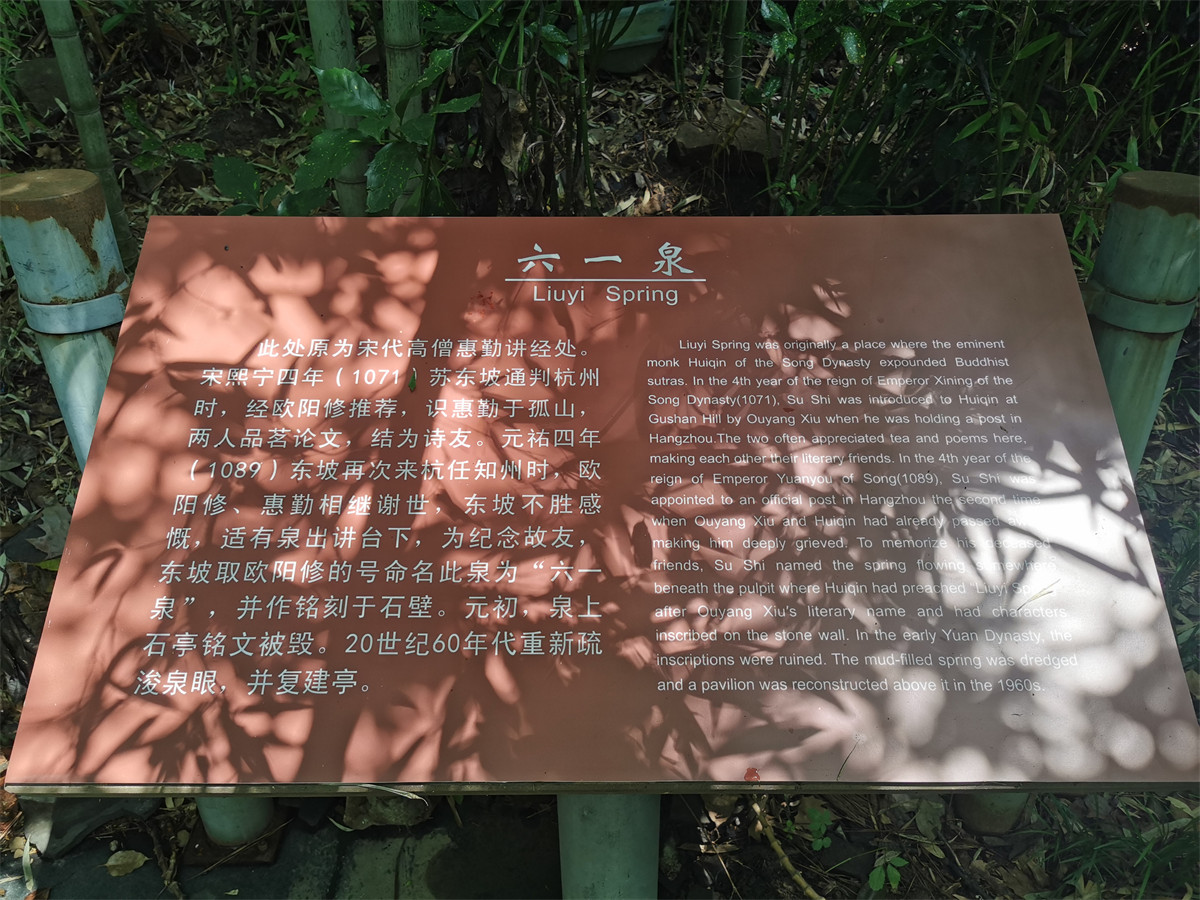 六一泉
Liuyi Spring
此处原为宋代高僧惠勤讲经处。
宋熙宁四年（1071）苏东坡通判杭州
时，经欧阳修推荐，识惠勤于孤山，
两人品茗论文，结为诗友。元祐四年
（1089）东坡再次来杭任知州时，欧
阳修、惠勤相继谢世，东坡不胜感
慨，适有泉出讲台下，为纪念故友，
东坡取欧阳修的号命名此泉为“六一
泉”，并作铭刻于石壁。元初，泉上
石亭铭文被毁。20世纪60年代重新疏
浚泉眼，并复建亭。
Liuyi Spring was originally a place where the eminent
monk Huiqin of the Song Dynasty expounded Buddhist
sutras. In the 4th year of the reign of Emperor Xining of the
Song Dynasty(1071), Su Shi was introduced to Huiqin at
Gushan Hill by Ouyang Xiu when he was holding a post in
Hangzhou.The two often appreciated tea and poems here,
making each other their literary friends. In the 4th year of the
reign of Emperor Yuanyou of Song(1089), Su Shi was
appointed to an official post in Hangzhou the second time
when Ouyang Xiu and Huiqin had already passed
making him deeply grieved. To memorize his deceased
friends, Su Shi named the spring flowing somewhere
beneath the pulpit where Huiqin had preached "Liuyi
after Ouyang Xiu's literary name and had characters
inscribed on the stone wall. In the early Yuan Dynasty, the
inscriptions were ruined. The mud-filled spring was dredged
and a pavilion was reconstructed above it in the 1960s.